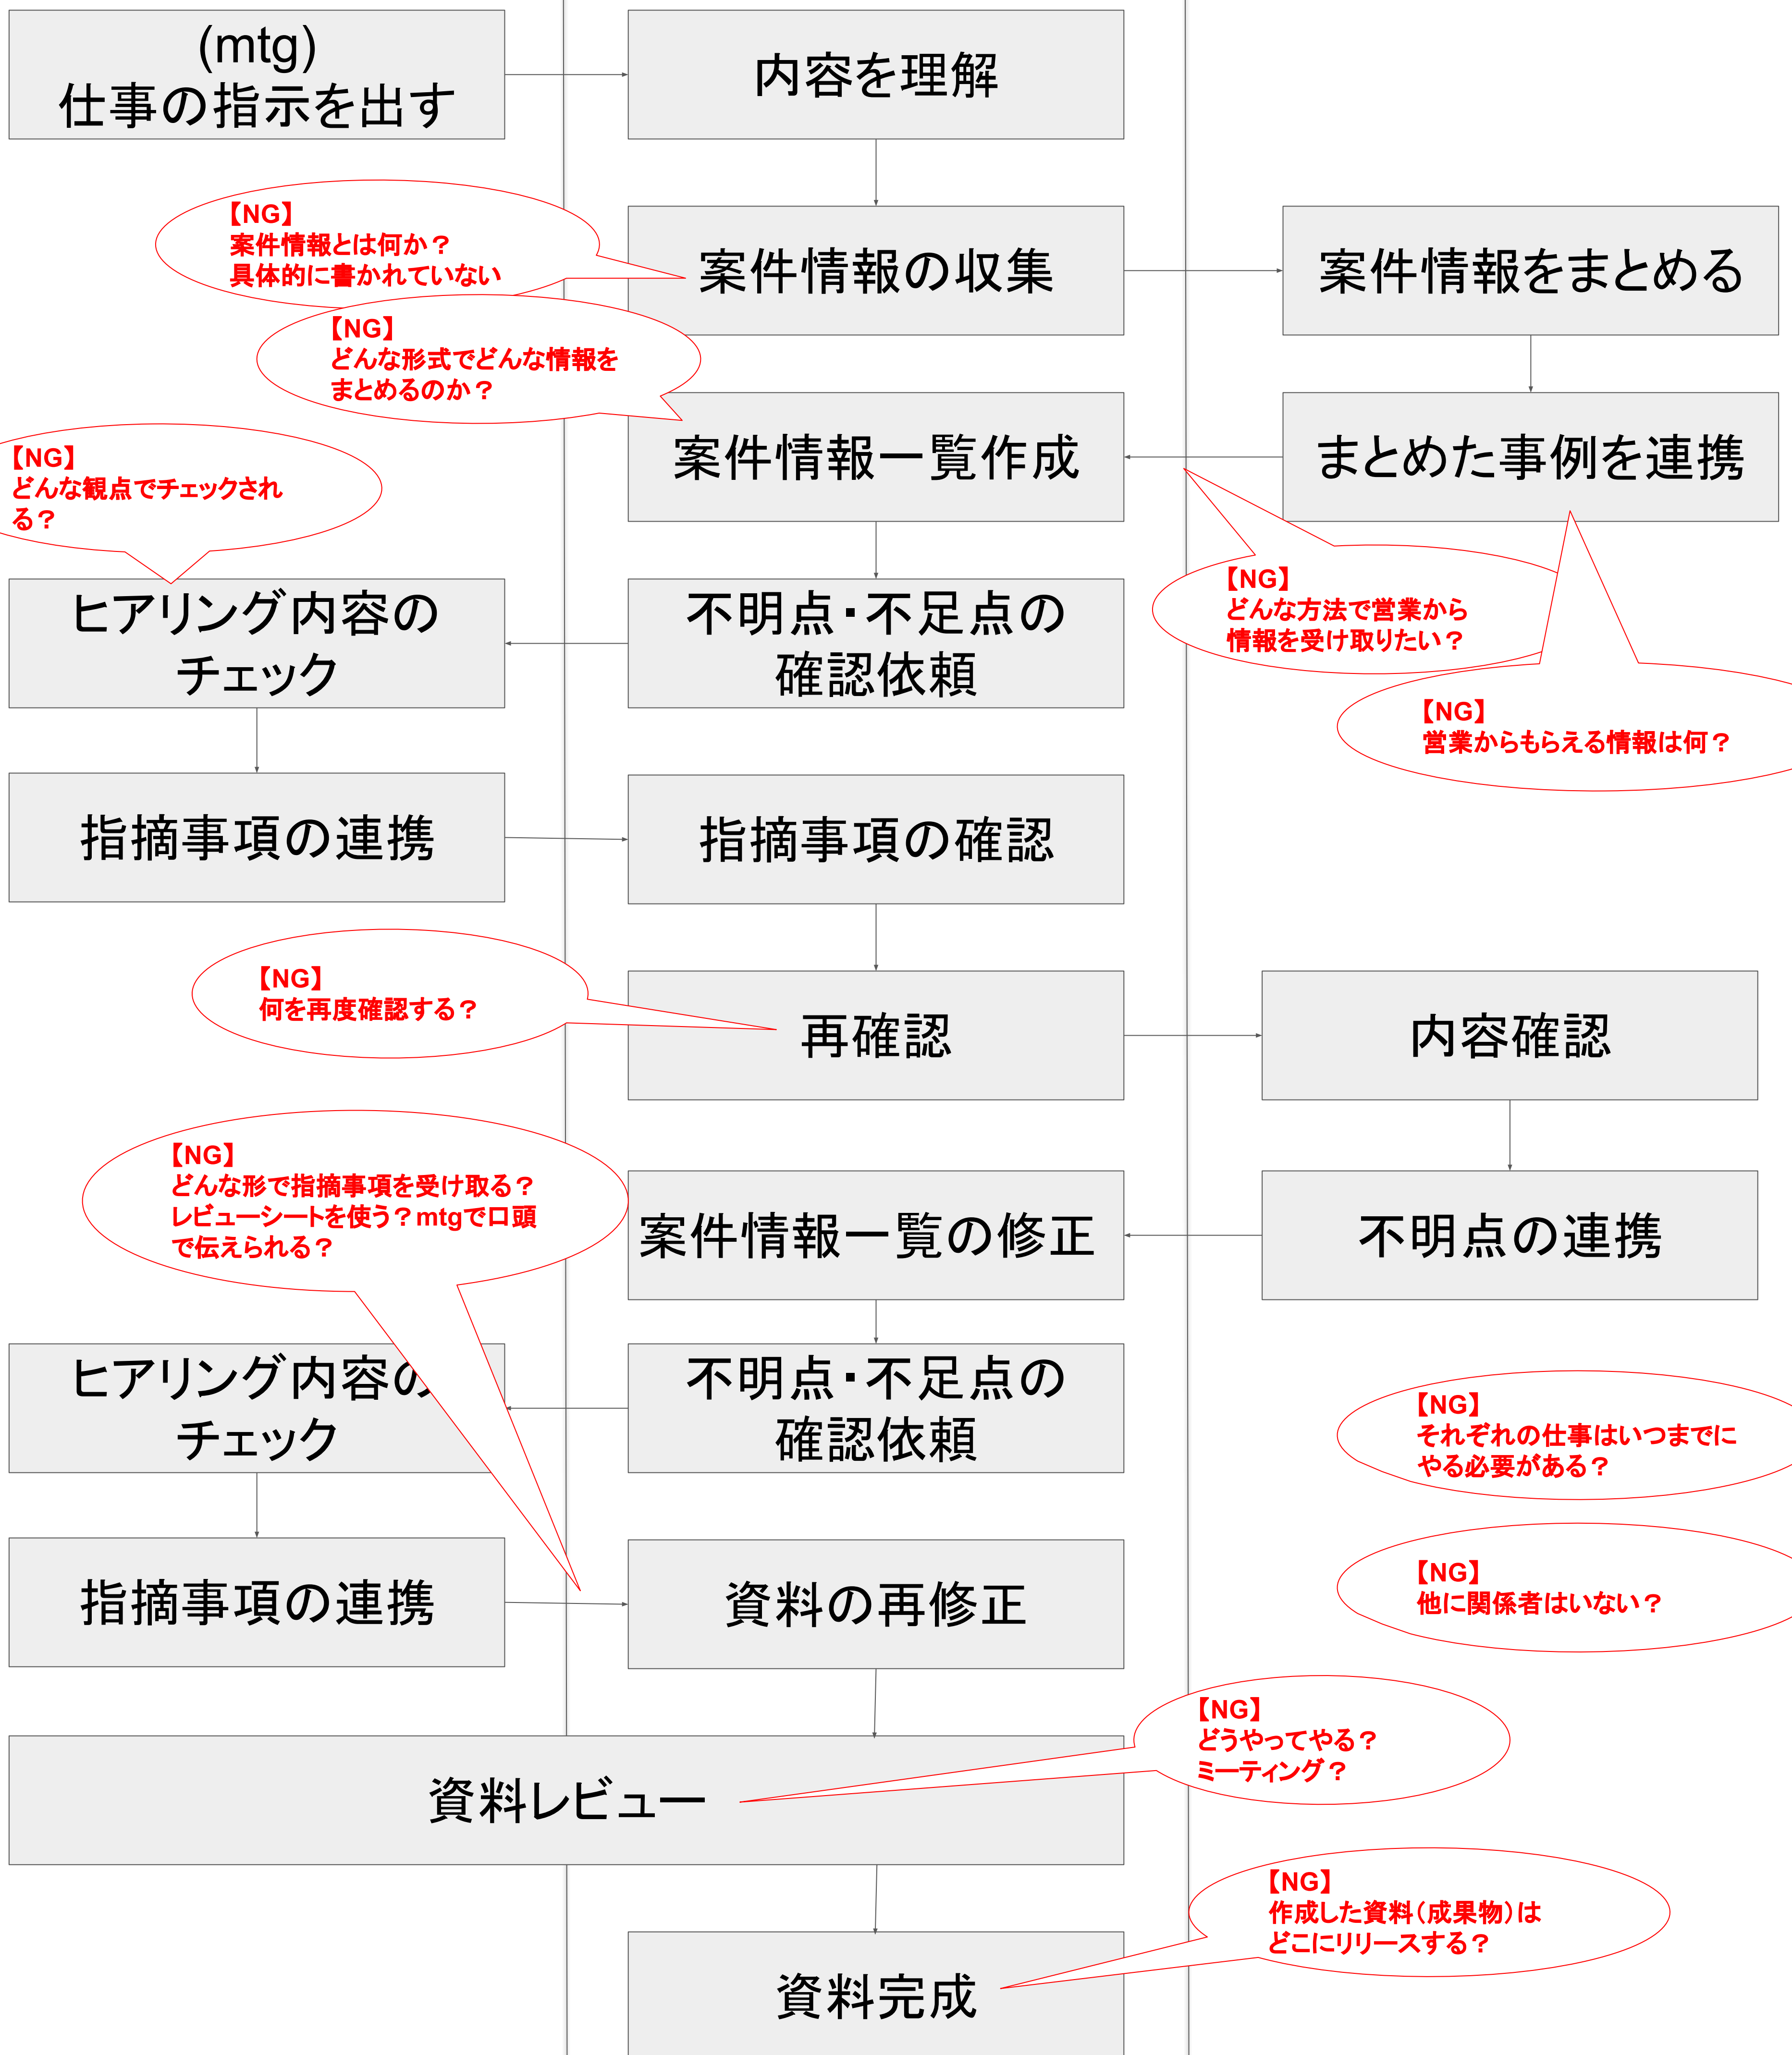 (mtg)
仕事の指示を出す
内容を理解
【NG】
案件情報とは何か？
具体的に書かれていない
案件情報の収集
案件情報をまとめる
【NG】
どんな形式でどんな情報を
まとめるのか？
案件情報一覧作成
まとめた事例を連携
【NG】
どんな観点でチェックされ
る？
【NG】
どんな方法で営業から
情報を受け取りたい？
ヒアリング内容の
チェック
不明点・不足点の
確認依頼
【NG】
営業からもらえる情報は何？
指摘事項の連携
指摘事項の確認
【NG】
何を再度確認する？
再確認
内容確認
【NG】
どんな形で指摘事項を受け取る？
レビューシートを使う？mtgで口頭
で伝えられる？
案件情報一覧の修正
不明点の連携
ヒアリング内容の
チェック
不明点・不足点の
確認依頼
【NG】
それぞれの仕事はいつまでに
やる必要がある？
【NG】
他に関係者はいない？
指摘事項の連携
資料の再修正
【NG】
どうやってやる？
ミーティング？
資料レビュー
【NG】
作成した資料（成果物）は
どこにリリースする？
資料完成